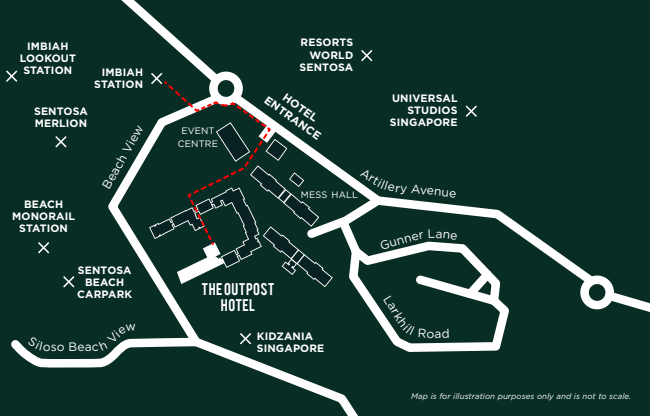 IMBIAH
LOOKOUT
STATION
IMBIAH
STATION
RESORTS
WORLD
SENTOSA
UNIVERSAL
STUDIOS
SINGAPORE
HOTEL
ENTRANCE
SENTOSA
MERLION
EVENT
CENTRE
Beach View
MESS HALL
Artillery Avenue
BEACH
MONORAIL
STATION
Gunner Lane
SENTOSA
BEACH
CARPARK
THE OUTPOST
HOTEL
Larkhill Road
Siloso Beach View
KIDZANIA
SINGAPORE
Map is for illustration purposes only and is not to scale.